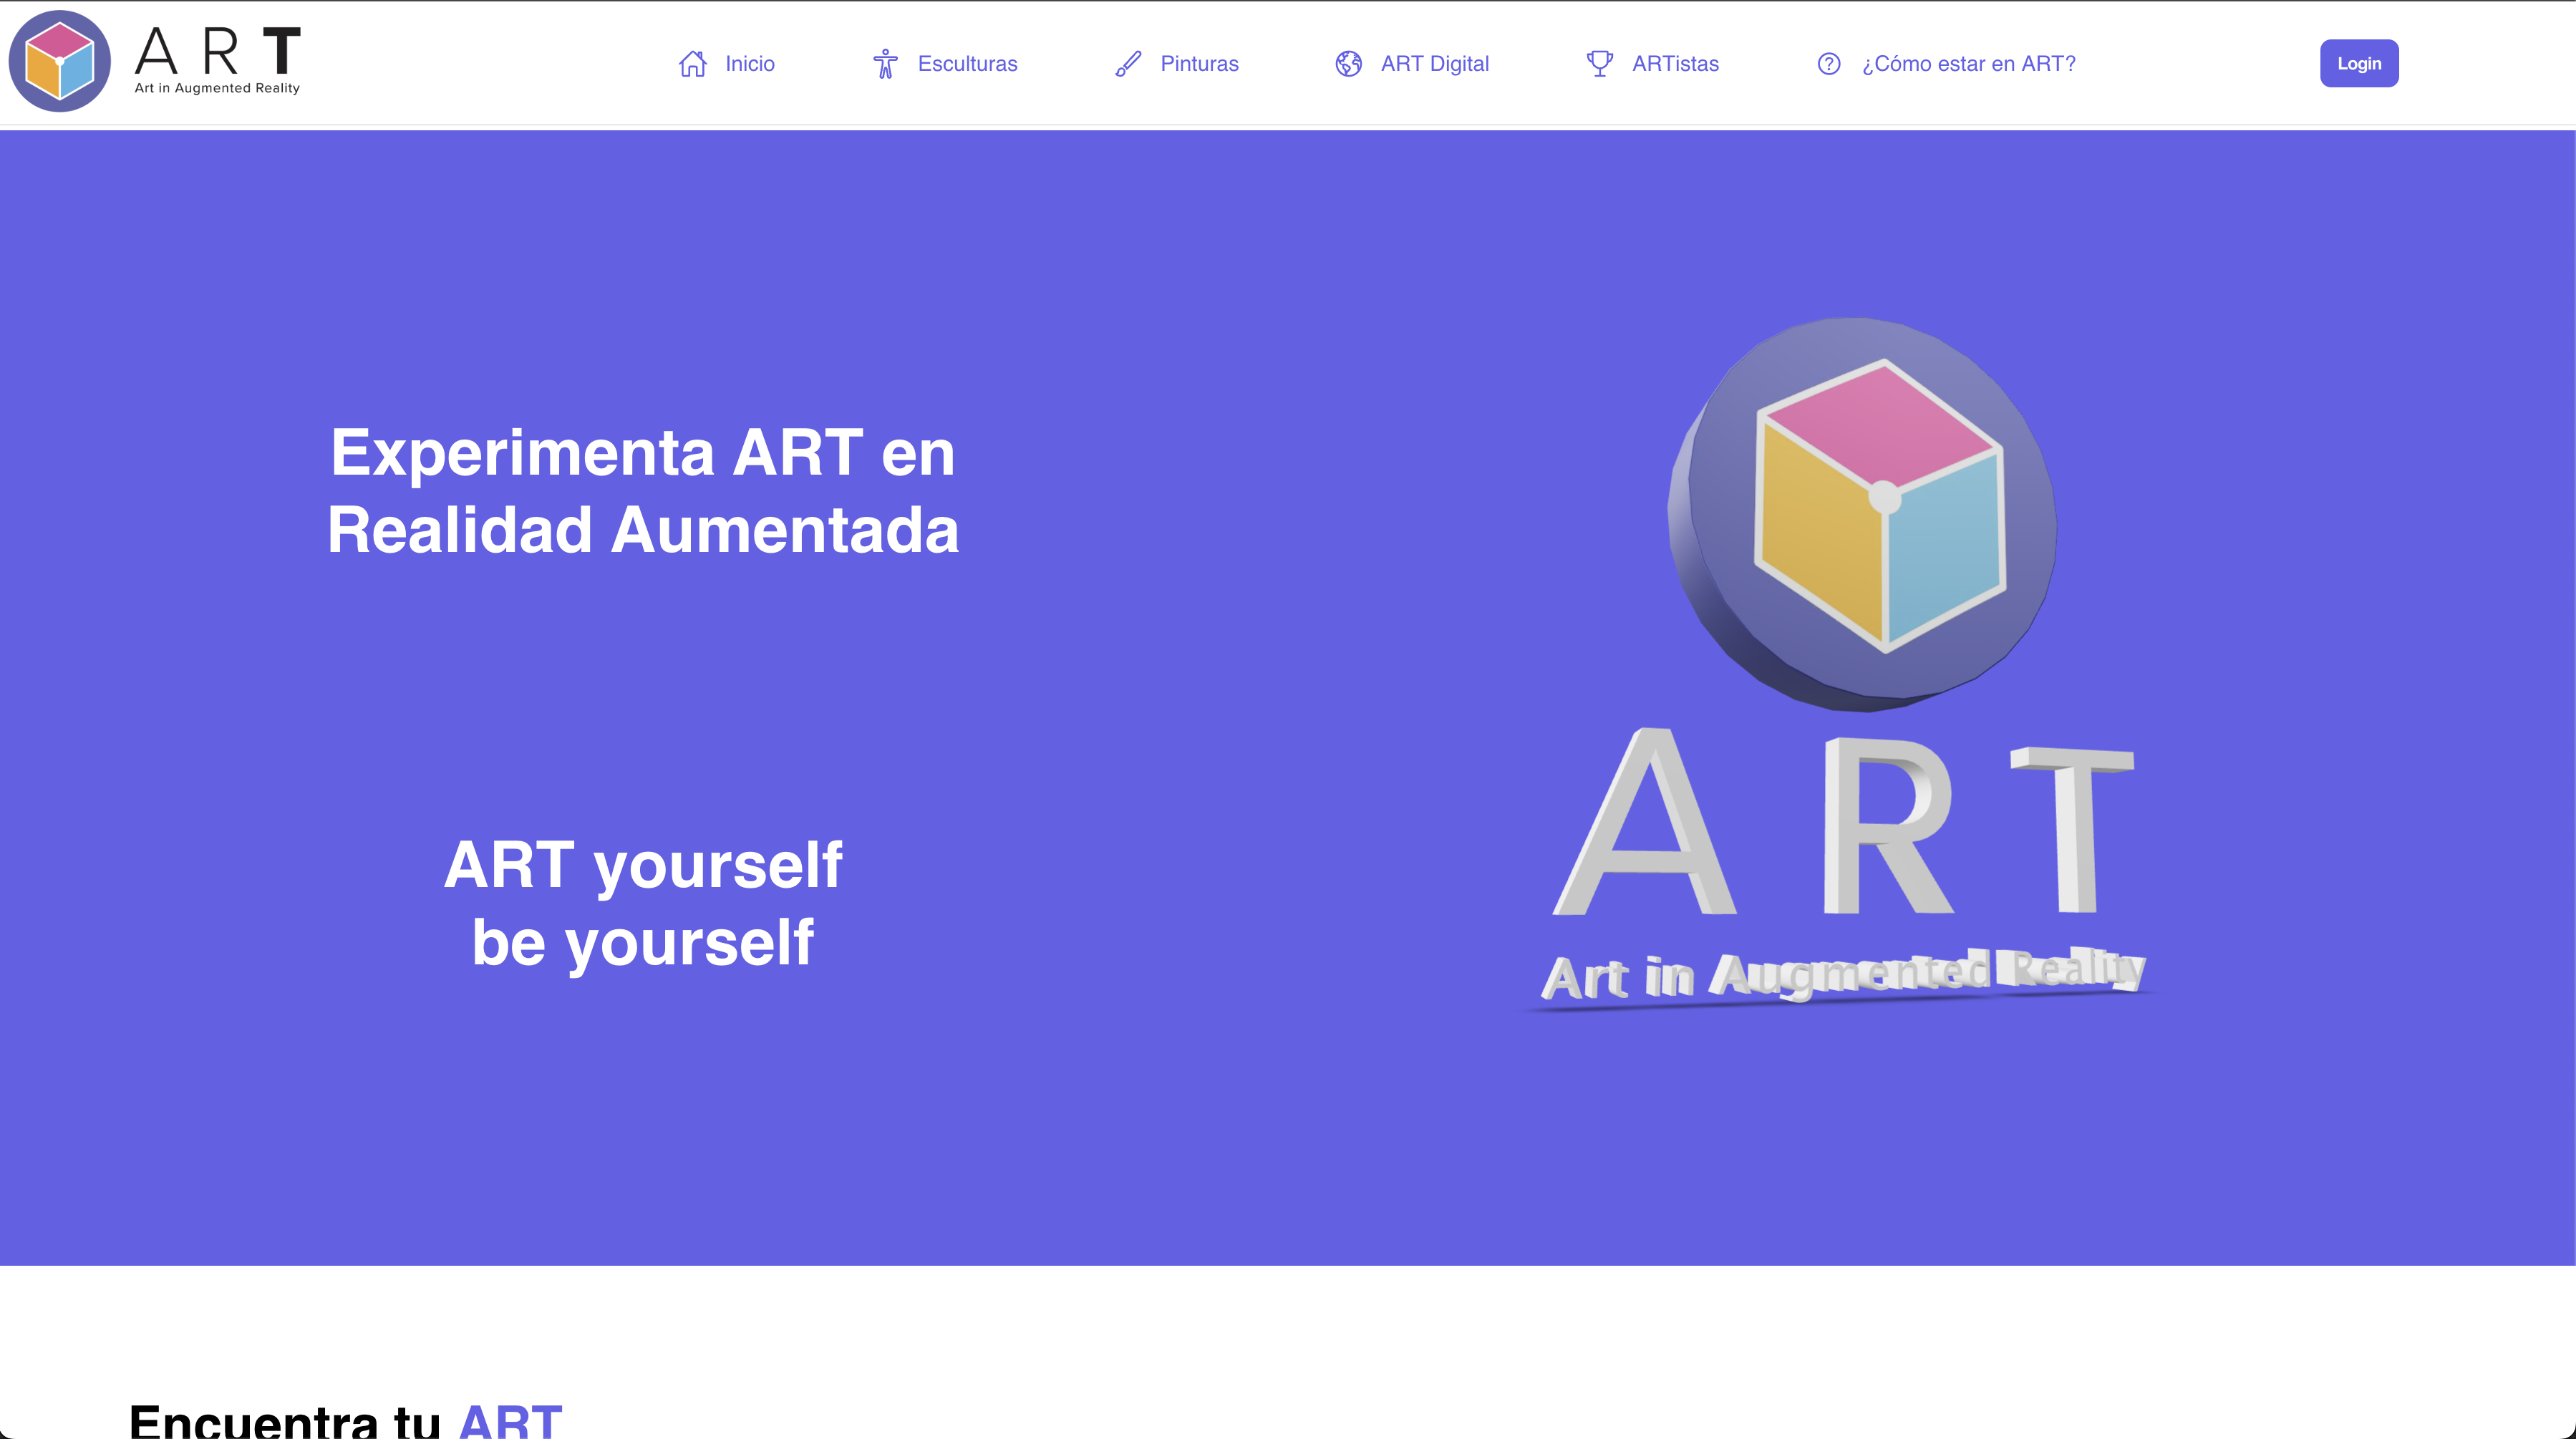 ART
Art in Augmented Reality
Inicio
Esculturas
Pinturas
ART Digital
ARTistas
¿Cómo estar en ART?
Login
Experimenta ART en
Realidad Aumentada
ART yourself
be yourself
ART
Art in Augmented Reality
Encuentra tu ART